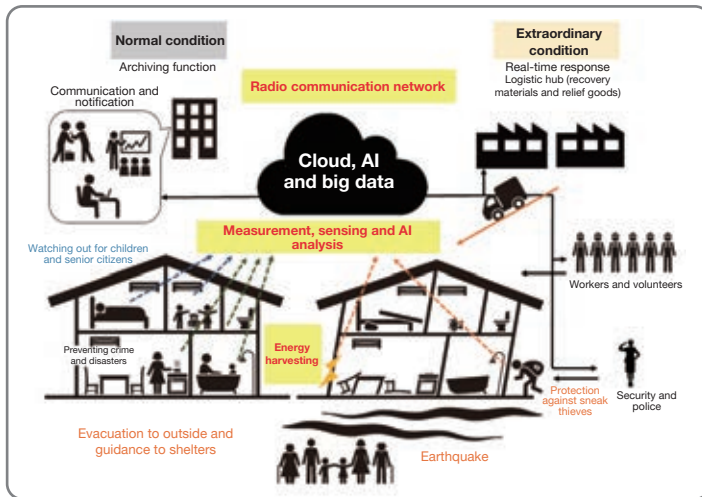 Normal condition
Archiving function
Communication and
notification
Radio communication network
Extraordinary
condition
Real-time response
Logistic hub (recovery
materials and relief goods)
Cloud, AI
and big data
Measurement, sensing and AI
analysis
Watching out for children
and senior citizens
Workers and volunteers
Preventing crime
and disasters
Energy
harvesting
Protection
against sneak
thieves
Security and
police
Evacuation to outside and
guidance to shelters
Earthquake